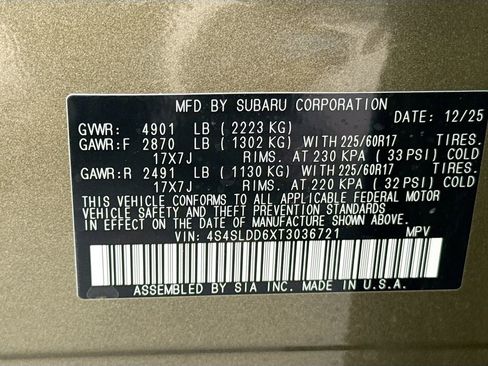 MFD BY SUBARU CORPORATION
DATE: 12/25
GVWR: 4901 LB (2223 KG)
GAWR:F 2870 LB (1302 KG) WITH 225/60R17 TIRES.
17X7J RIMS. AT 230 KPA (33 PSI) COLD
GAWR:R 2491 LB (1130 KG) WITH 225/60R17 TIRES.
17X7J RIMS. AT 220 KPA (32 PSI) COLD
THIS VEHICLE CONFORMS TO ALL APPLICABLE FEDERAL MOTOR
VEHICLE SAFETY AND BUMPER AND THEFT PREVENTION STANDARDS
IN EFFECT ON THE DATE OF MANUFACTURE SHOWN ABOVE.
VIN: 4S4SLDD6XT3036721 MPV
ASSEMBLED BY SIA INC. MADE IN U.S.A.